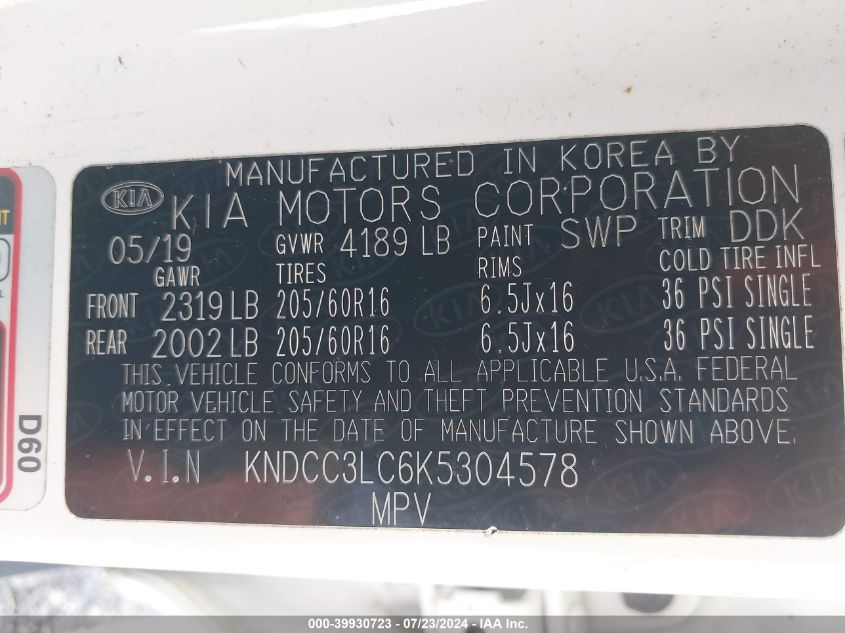 MANUFACTURED IN KOREA BY
KIA KIA MOTORS CORPORATION
05/19 GVWR 4189 LB PAINT SWP TRIM DDK
GAWR TIRES RIMS COLD TIRE INFL
FRONT 2319 LB 205/60R16 6.5Jx16 36 PSI SINGLE
REAR 2002 LB 205/60R16 6.5Jx16 36 PSI SINGLE
THIS VEHICLE CONFORMS TO ALL APPLICABLE U.S.A. FEDERAL
MOTOR VEHICLE SAFETY AND THEFT PREVENTION STANDARDS
IN EFFECT ON THE DATE OF MANUFACTURE SHOWN ABOVE.
V.I.N KNDCC3LC6K5304578
MPV
D60
000-39930723 - 07/23/2024 - IAA Inc.